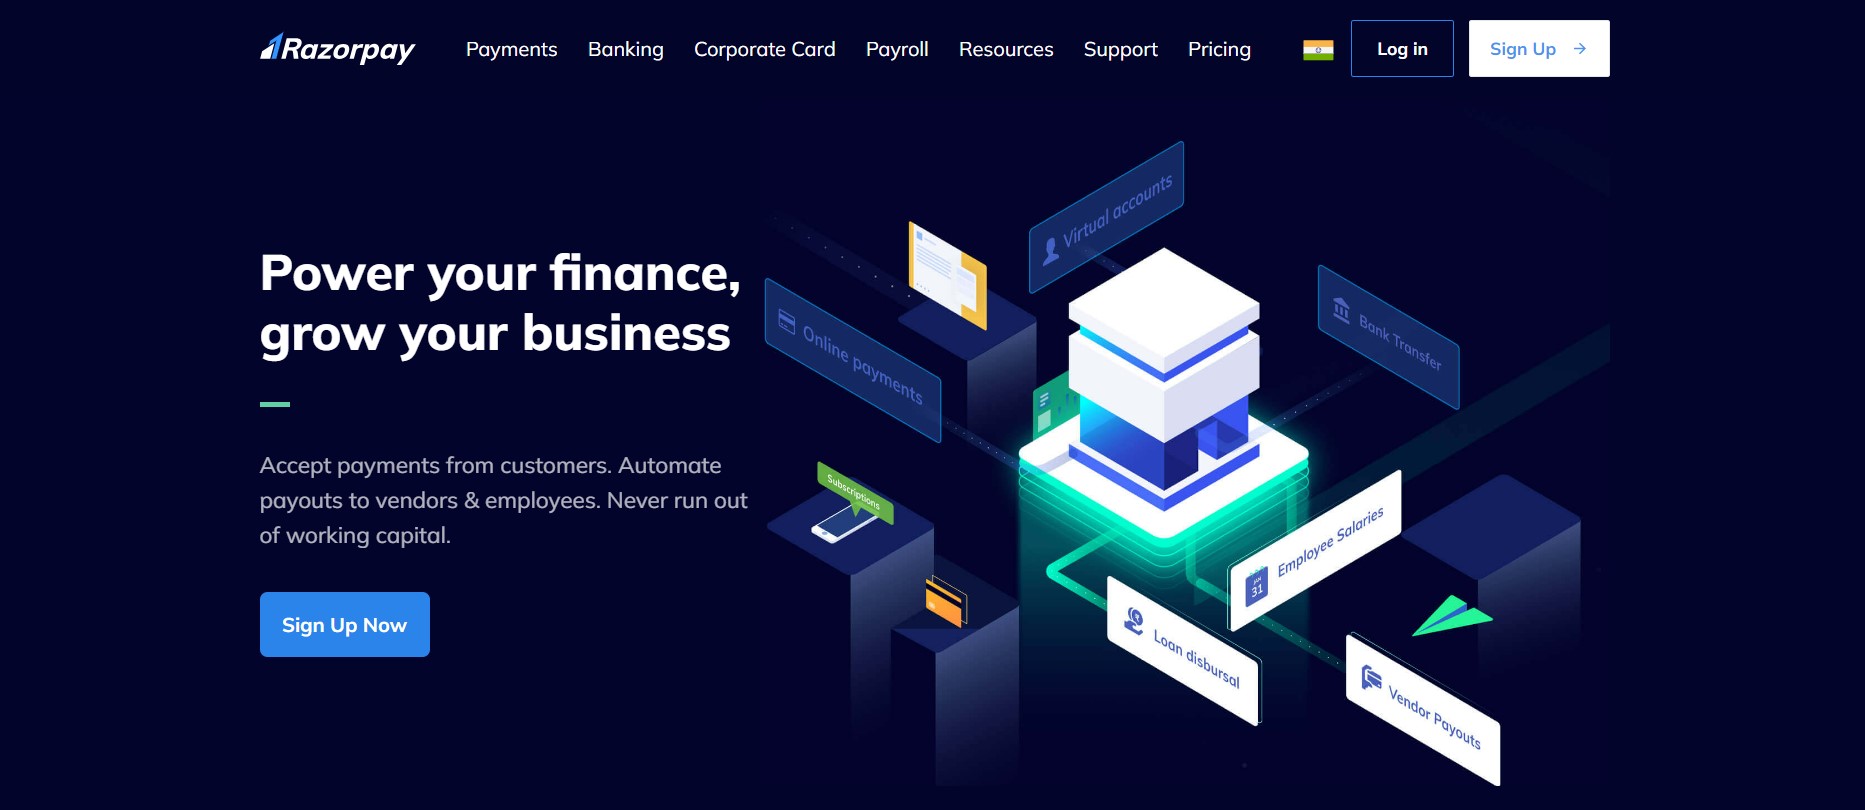 Razorpay
Payments Banking Corporate Card Payroll Resources Support Pricing
Log in
Sign Up →
Power your finance,
grow your business
Accept payments from customers. Automate
payouts to vendors & employees. Never run out
of working capital.
Sign Up Now
Virtual accounts
Bank Transfer
Online payments
Subscriptions
Employee Salaries
JAN
31
Loan disbursal
Vendor Payouts